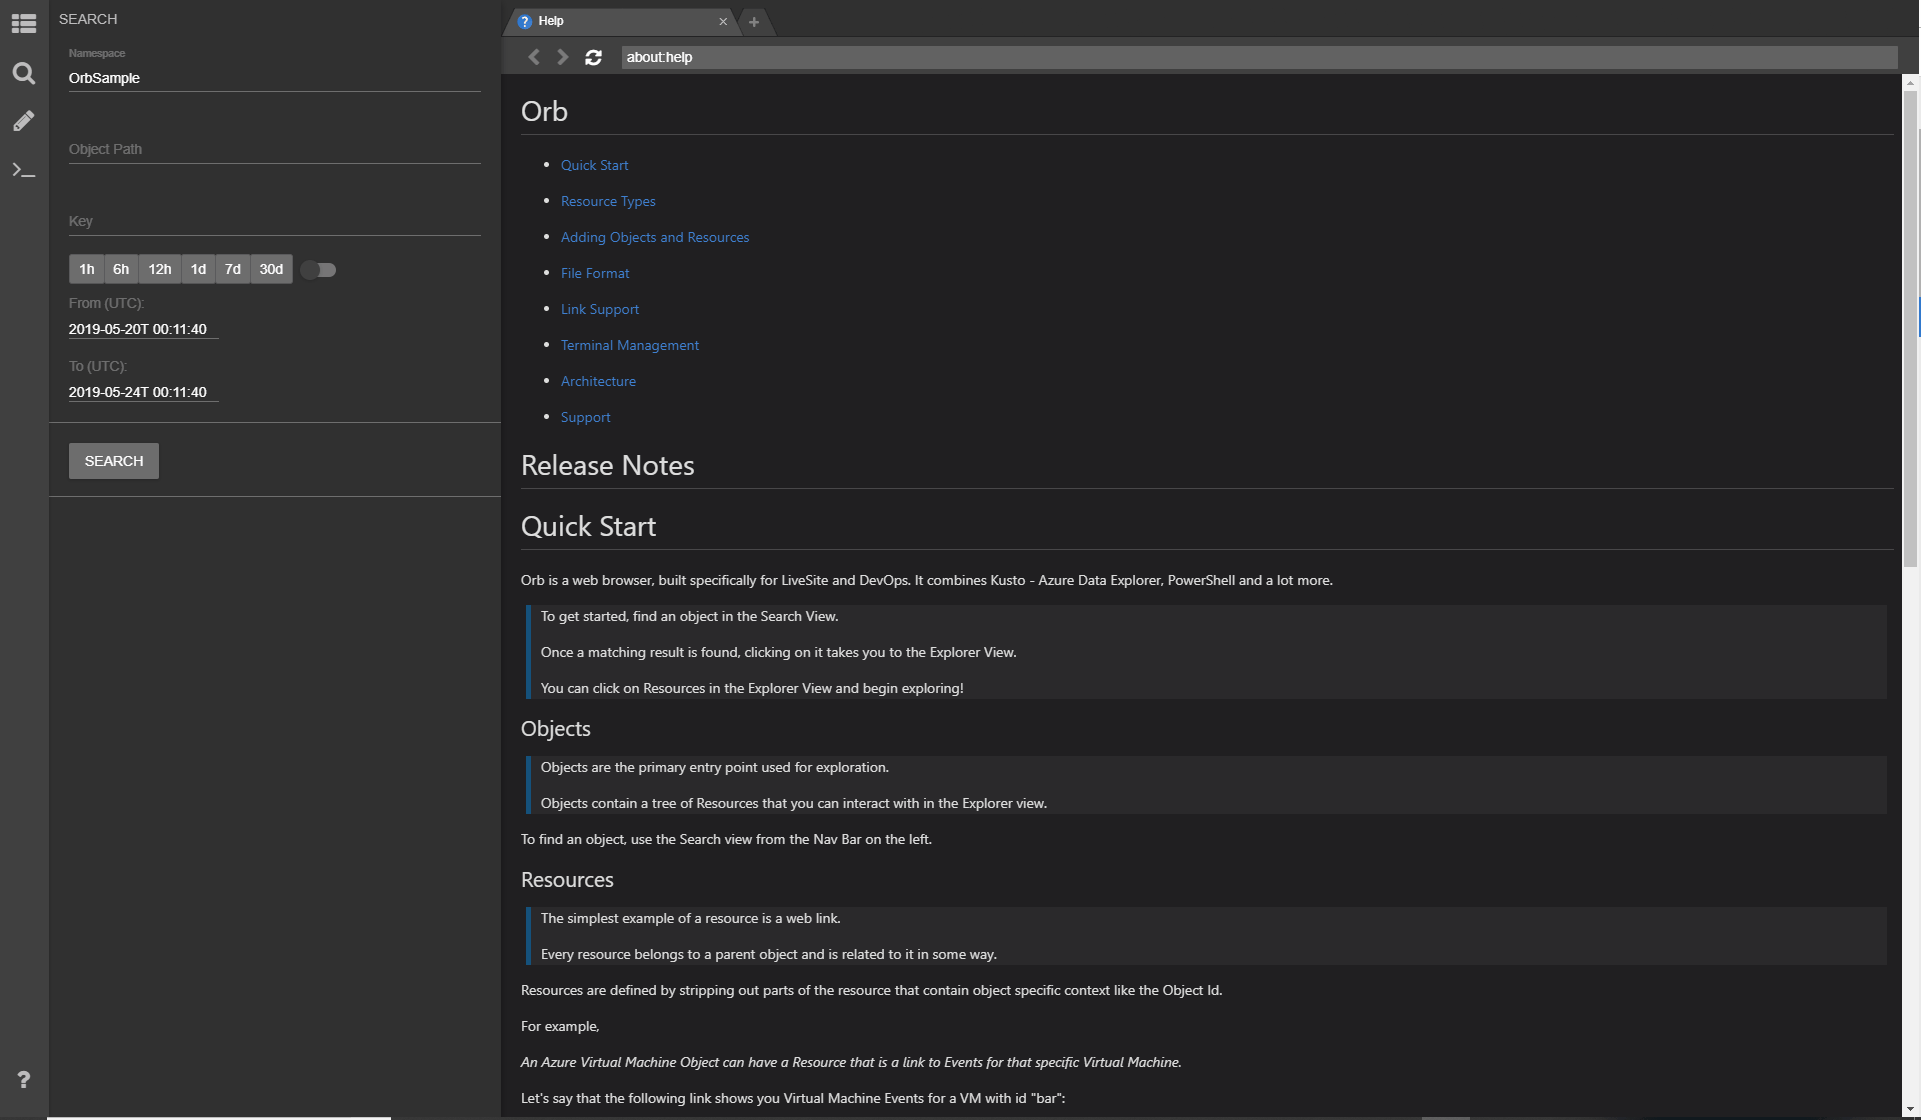 SEARCH
Namespace
OrbSample
Object Path
Key
1h 6h 12h 1d 7d 30d
From (UTC):
2019-05-20T 00:11:40
To (UTC):
2019-05-24T 00:11:40
SEARCH
Help
about:help
Orb
Quick Start
Resource Types
Adding Objects and Resources
File Format
Link Support
Terminal Management
Architecture
Support
Release Notes
Quick Start
Orb is a web browser, built specifically for LiveSite and DevOps. It combines Kusto - Azure Data Explorer, PowerShell and a lot more.
To get started, find an object in the Search View.
Once a matching result is found, clicking on it takes you to the Explorer View.
You can click on Resources in the Explorer View and begin exploring!
Objects
Objects are the primary entry point used for exploration.
Objects contain a tree of Resources that you can interact with in the Explorer view.
To find an object, use the Search view from the Nav Bar on the left.
Resources
The simplest example of a resource is a web link.
Every resource belongs to a parent object and is related to it in some way.
Resources are defined by stripping out parts of the resource that contain object specific context like the Object Id.
For example,
An Azure Virtual Machine Object can have a Resource that is a link to Events for that specific Virtual Machine.
Let's say that the following link shows you Virtual Machine Events for a VM with id "bar":